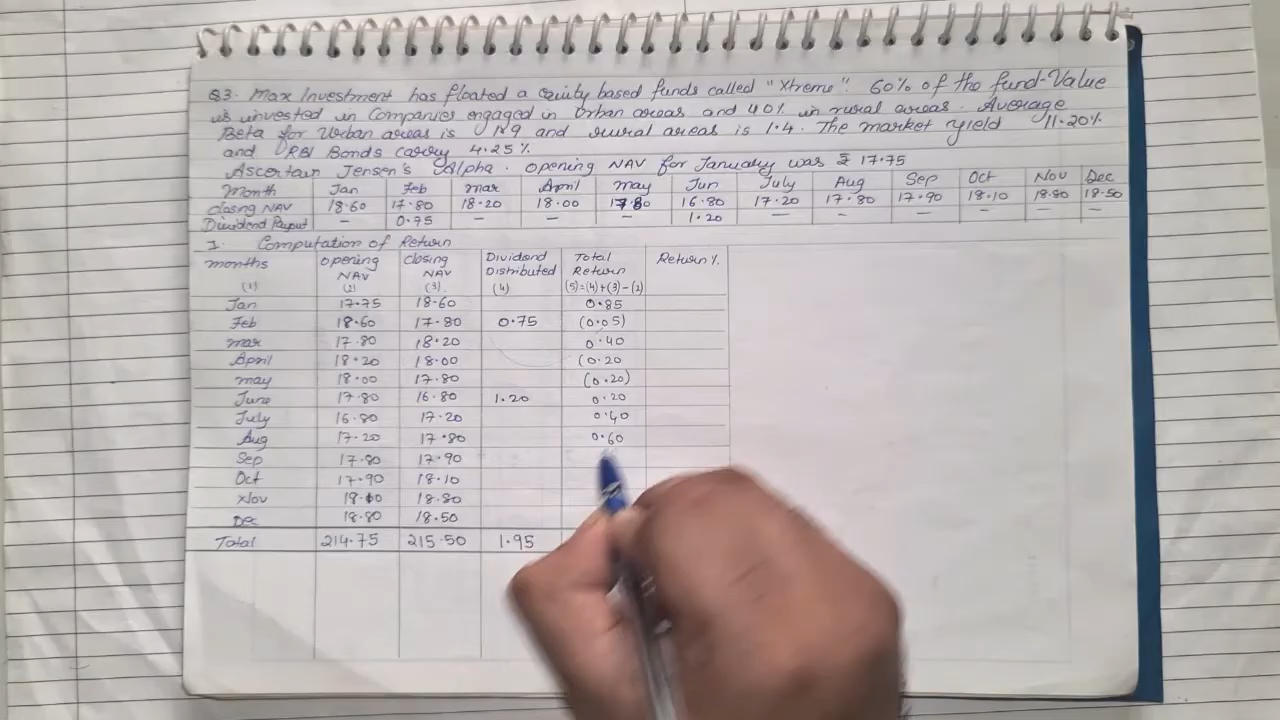 Q3. Max Investment has floated a equity based funds called "Xtreme". 60% of the fund-Value
is invested in Companies engaged in Urban areas and 40% in rural areas. Average
Beta for Urban areas is 1.9 and rural areas is 1.4. The market yield 11.20%
and RBI Bonds carry 4.25%.
Ascertain Jensen's Alpha. Opening NAV for January was ₹ 17.75
Month Jan Feb Mar April May Jun July Aug Sep Oct Nov Dec
closing NAV 18.60 17.80 18.20 18.00 17.80 16.80 17.20 17.80 17.90 18.10 18.80 18.50
Dividend Payout — 0.75 — — — 1.20 — — — — — —
I. Computation of Return
months opening NAV closing NAV Dividend Distributed Total Return Return %
(1) (2) (3) (4) (5)=(4)+(3)-(2)
Jan 17.75 18.60 0.85
Feb 18.60 17.80 0.75 (0.05)
mar 17.80 18.20 0.40
April 18.20 18.00 (0.20
may 18.00 17.80 (0.20)
June 17.80 16.80 1.20 0.20
July 16.80 17.20 0.40
Aug 17.20 17.80 0.60
Sep 17.80 17.90
Oct 17.90 18.10
Nov 18.10 18.80
Dec 18.80 18.50
Total 214.75 215.50 1.95